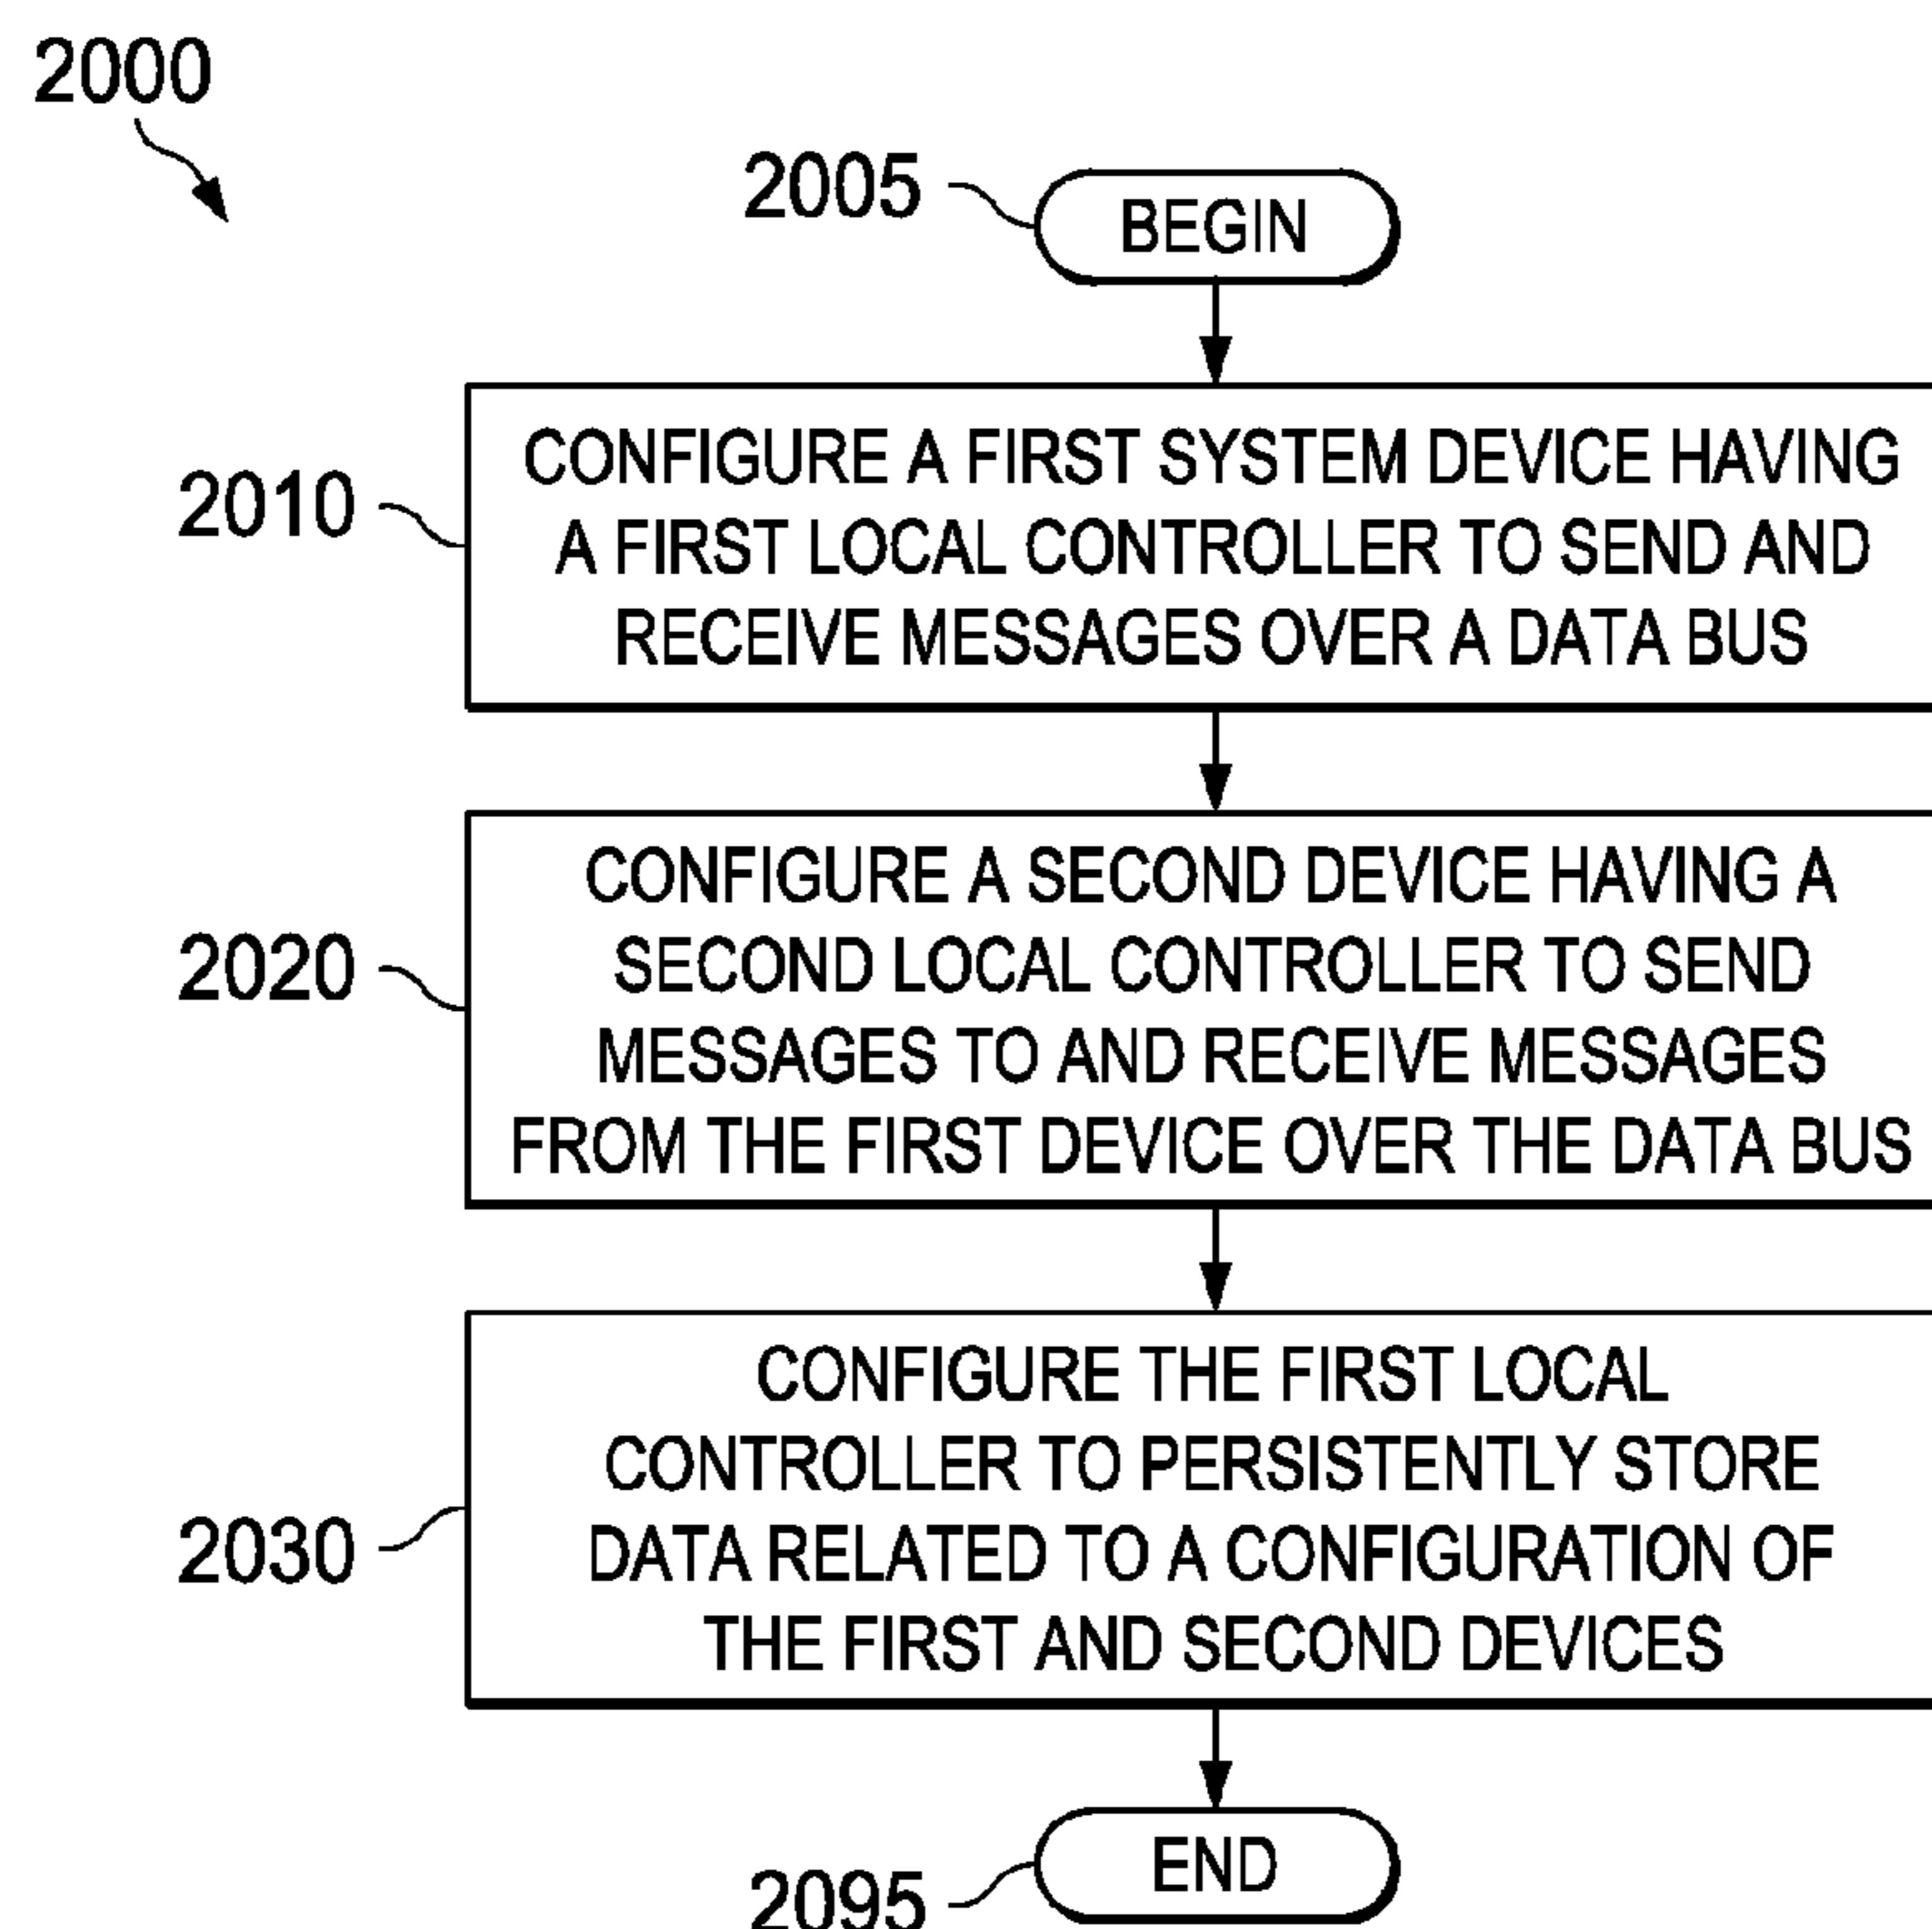 2000
2005
BEGIN
2010
CONFIGURE A FIRST SYSTEM DEVICE HAVING
A FIRST LOCAL CONTROLLER TO SEND AND
RECEIVE MESSAGES OVER A DATA BUS
2020
CONFIGURE A SECOND DEVICE HAVING A
SECOND LOCAL CONTROLLER TO SEND
MESSAGES TO AND RECEIVE MESSAGES
FROM THE FIRST DEVICE OVER THE DATA BUS
2030
CONFIGURE THE FIRST LOCAL
CONTROLLER TO PERSISTENTLY STORE
DATA RELATED TO A CONFIGURATION OF
THE FIRST AND SECOND DEVICES
END
2095